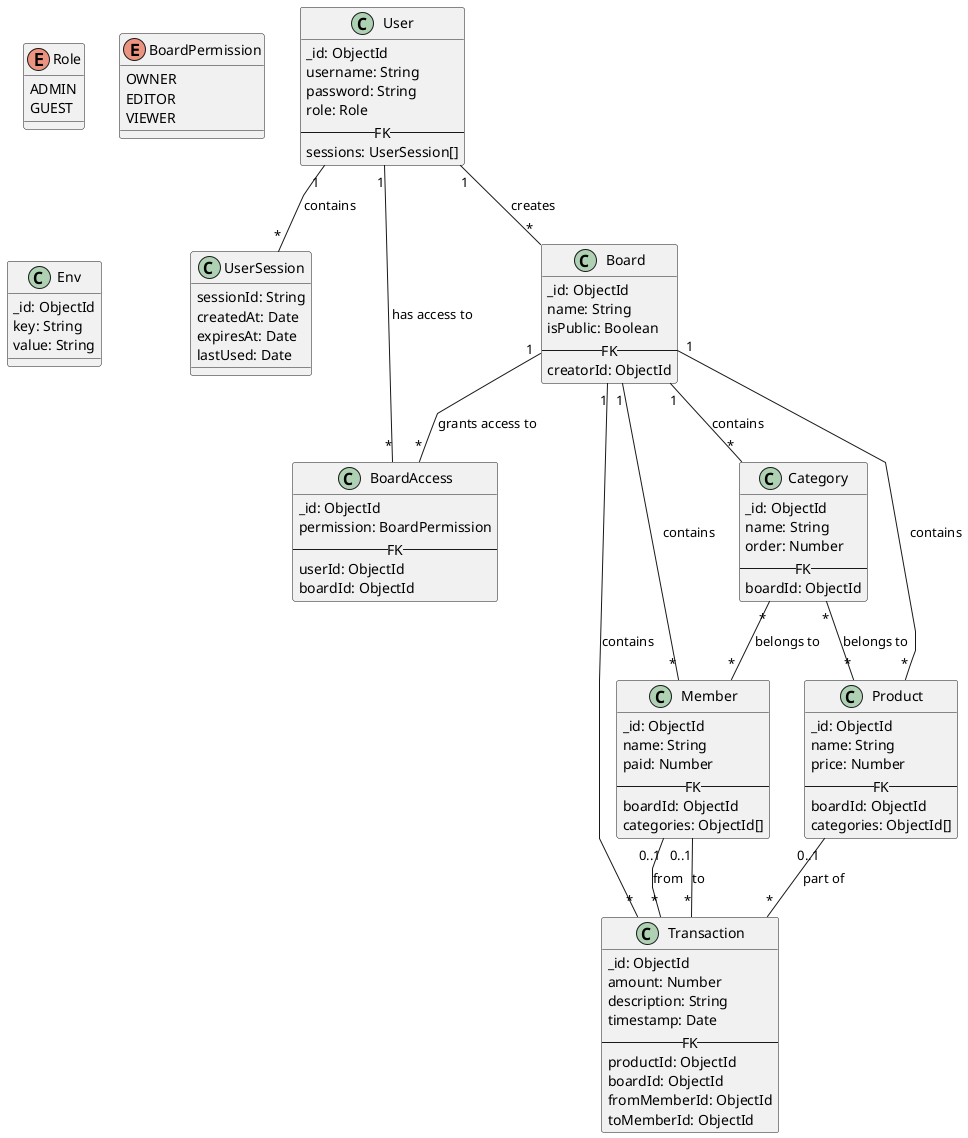 E Role
ADMIN
GUEST
E BoardPermission
OWNER
EDITOR
VIEWER
C User
_id: ObjectId
username: String
password: String
role: Role
FK
sessions: UserSession[]
1
1
1
contains
creates
*
*
C Env
_id: ObjectId
key: String
value: String
C UserSession
sessionId: String
createdAt: Date
expiresAt: Date
lastUsed: Date
has access to
C Board
_id: ObjectId
name: String
isPublic: Boolean
FK
creatorId: ObjectId
1
1
1
1
1
grants access to
contains
*
*
*
C BoardAccess
_id: ObjectId
permission: BoardPermission
FK
userId: ObjectId
boardId: ObjectId
C Category
_id: ObjectId
name: String
order: Number
FK
boardId: ObjectId
contains
contains
contains
*
*
belongs to
belongs to
*
*
*
*
C Member
_id: ObjectId
name: String
paid: Number
FK
boardId: ObjectId
categories: ObjectId[]
C Product
_id: ObjectId
name: String
price: Number
FK
boardId: ObjectId
categories: ObjectId[]
0..1
0..1
0..1
from
to
part of
*
*
*
*
C Transaction
_id: ObjectId
amount: Number
description: String
timestamp: Date
FK
productId: ObjectId
boardId: ObjectId
fromMemberId: ObjectId
toMemberId: ObjectId